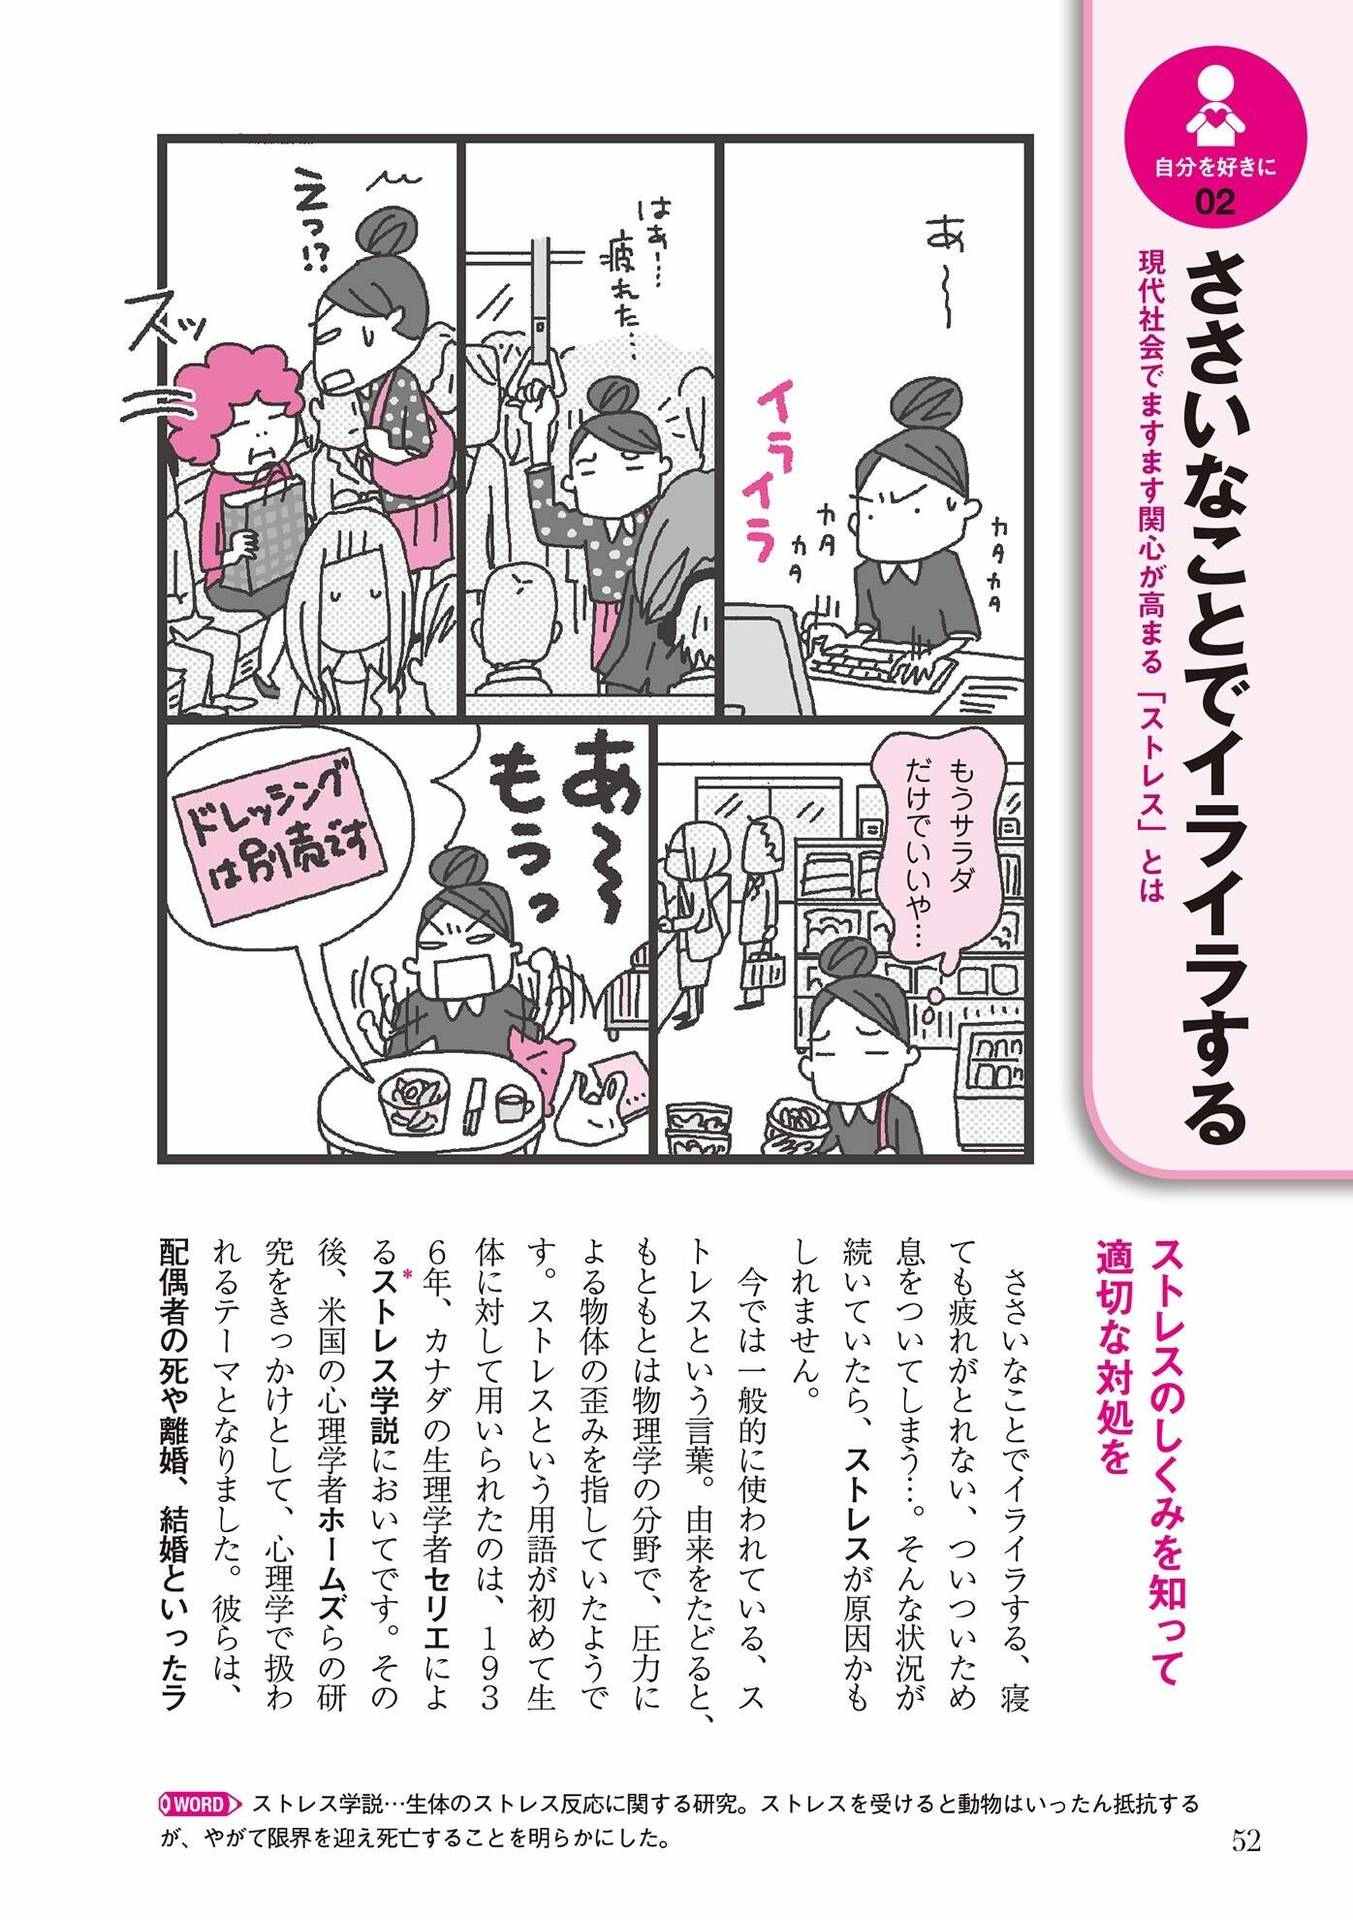 自分を好きに
02
ささいなことでイライラする
現代社会でますます関心が高まる「ストレス」とは
あ〜
イライラ
カタカタ
カタカタ
はぁ…
疲れた…
えっ!?
スッ
もうサラダ
だけでいいや…
あ〜
もうっ
ドレッシング
は別売です
ストレスのしくみを知って
適切な対処を
ささいなことでイライラする、寝
ても疲れがとれない、ついついため
息をついてしまう…。そんな状況が
続いていたら、ストレスが原因かも
しれません。
今では一般的に使われている、ス
トレスという言葉。由来をたどると、
もともとは物理学の分野で、圧力に
よる物体の歪みを指していたようで
す。ストレスという用語が初めて生
体に対して用いられたのは、193
6年、カナダの生理学者セリエによ
るストレス学説*においてです。その
後、米国の心理学者ホームズらの研
究をきっかけとして、心理学で扱わ
れるテーマとなりました。彼らは、
配偶者の死や離婚、結婚といったラ
WORD ストレス学説…生体のストレス反応に関する研究。ストレスを受けると動物はいったん抵抗する
が、やがて限界を迎え死亡することを明らかにした。
52